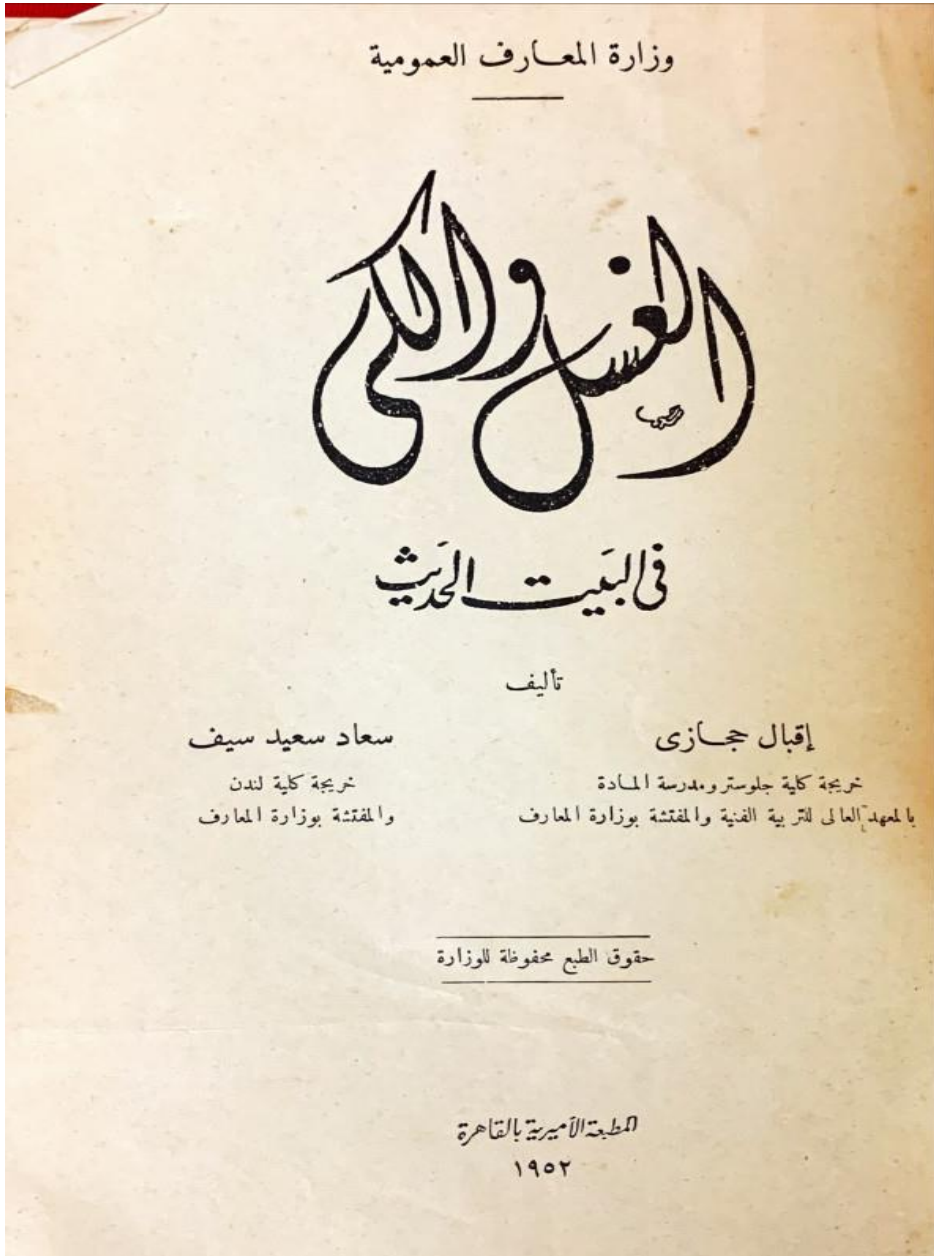 وزارة المعارف العمومية
الغسل والكى
فى البيت الحديث
تأليف
إقبال حجازى
خريجة كلية جلوستر ومدرسة المادة
بالمعهد العالى للتربية الفنية والمفتشة بوزارة المعارف
سعاد سعيد سيف
خريجة كلية لندن
والمفتشة بوزارة المعارف
حقوق الطبع محفوظة للوزارة
المطبعة الأميرية بالقاهرة
١٩٥٢